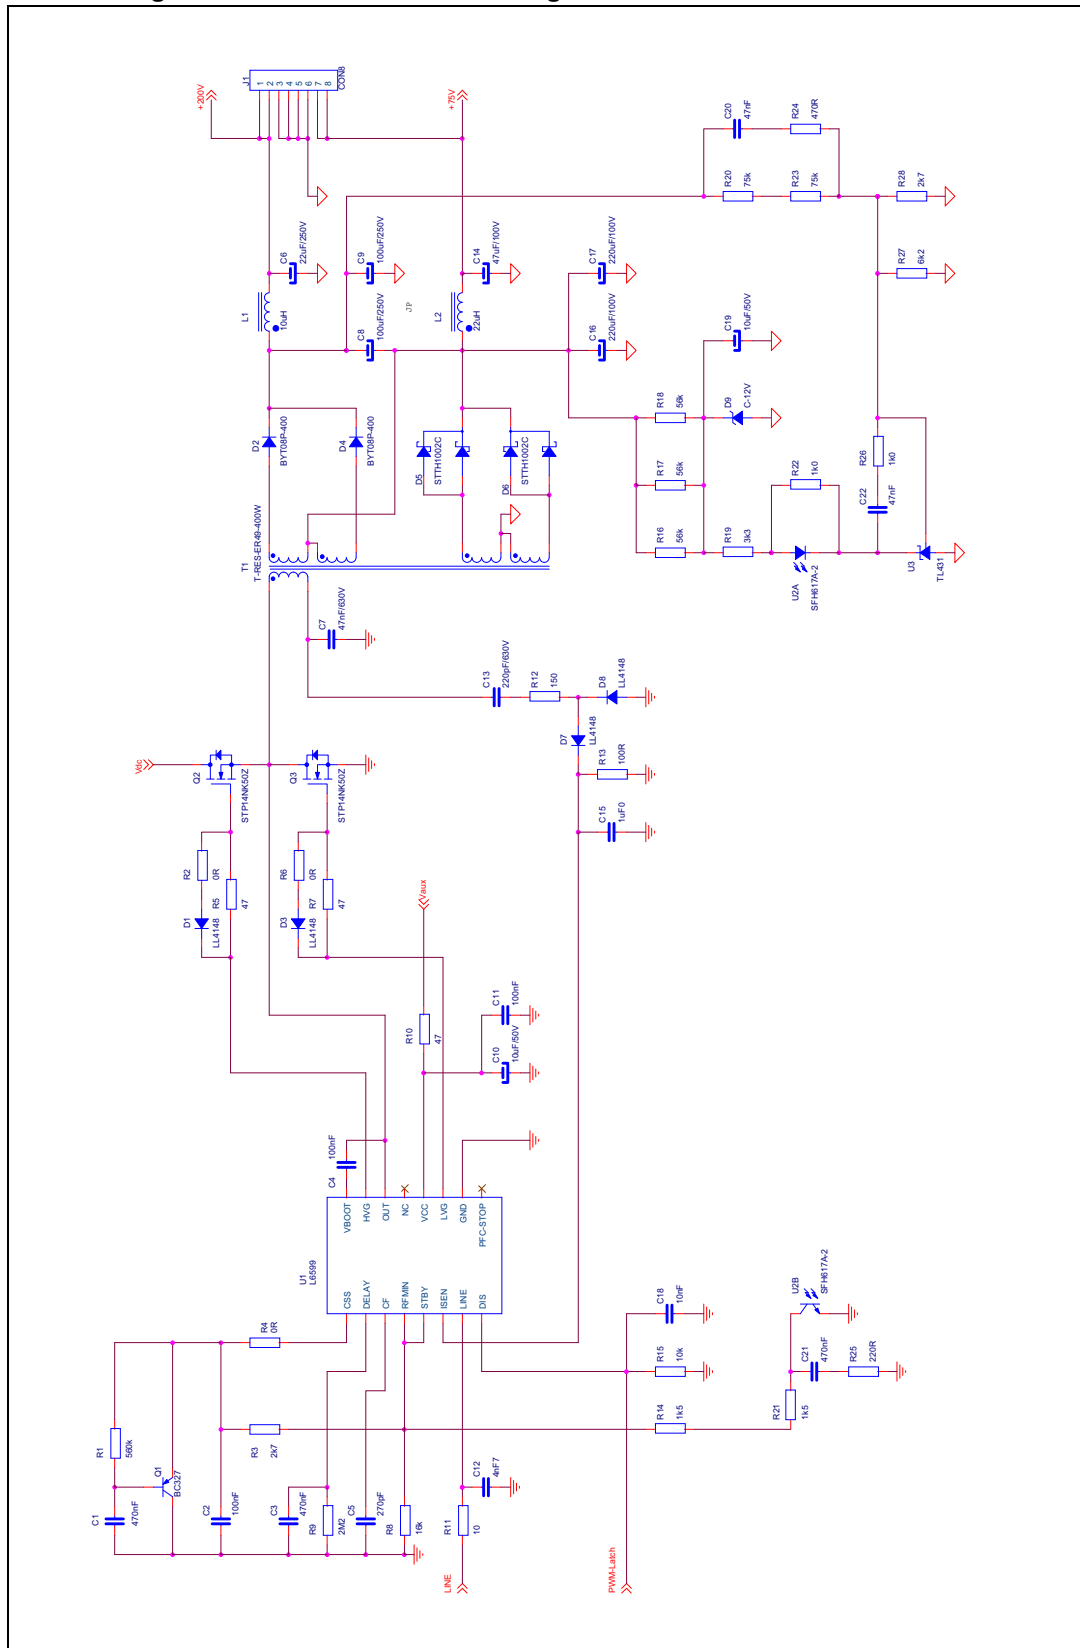 J1
1
2
3
4
5
6
7
8
CON8
+200V
+75V
C20
47nF
R24
470R
R20
75k
R23
75k
R28
2k7
R27
6k2
C6
22uF/250V
C9
100uF/250V
C14
47uF/100V
C17
220uF/100V
L1
10uH
C8
100uF/250V
JP
L2
22uH
C16
220uF/100V
C19
10uF/50V
D2
BYT08P-400
D4
BYT08P-400
D5
STTH1002C
D6
STTH1002C
R18
56k
D9
C-12V
R17
56k
R22
1k0
R26
1k0
C22
47nF
R16
56k
R19
3k3
U2A
SFH617A-2
U3
TL431
T1
T-RES-ER49-400W
C7
47nF/630V
C13
220pF/630V
R12
150
D8
LL4148
D7
LL4148
R13
100R
C15
1uF0
Vdc
Q2
STP14NK50Z
Q3
STP14NK50Z
R2
0R
R5
47
D1
LL4148
R6
0R
R7
47
D3
LL4148
Vaux
R10
47
C11
100nF
C10
10uF/50V
C4
100nF
VBOOT
HVG
OUT
NC
VCC
LVG
GND
PFC-STOP
U1
L6599
CSS
DELAY
CF
RFMIN
STBY
ISEN
LINE
DIS
R4
0R
C18
10nF
U2B
SFH617A-2
R15
10k
C21
470nF
R25
220R
R1
560k
R3
2k7
R14
1k5
R21
1k5
Q1
BC327
C1
470nF
C2
100nF
C3
470nF
R9
2M2
C5
270pF
R8
16k
C12
4nF7
R11
10
LINE
PWM-Latch